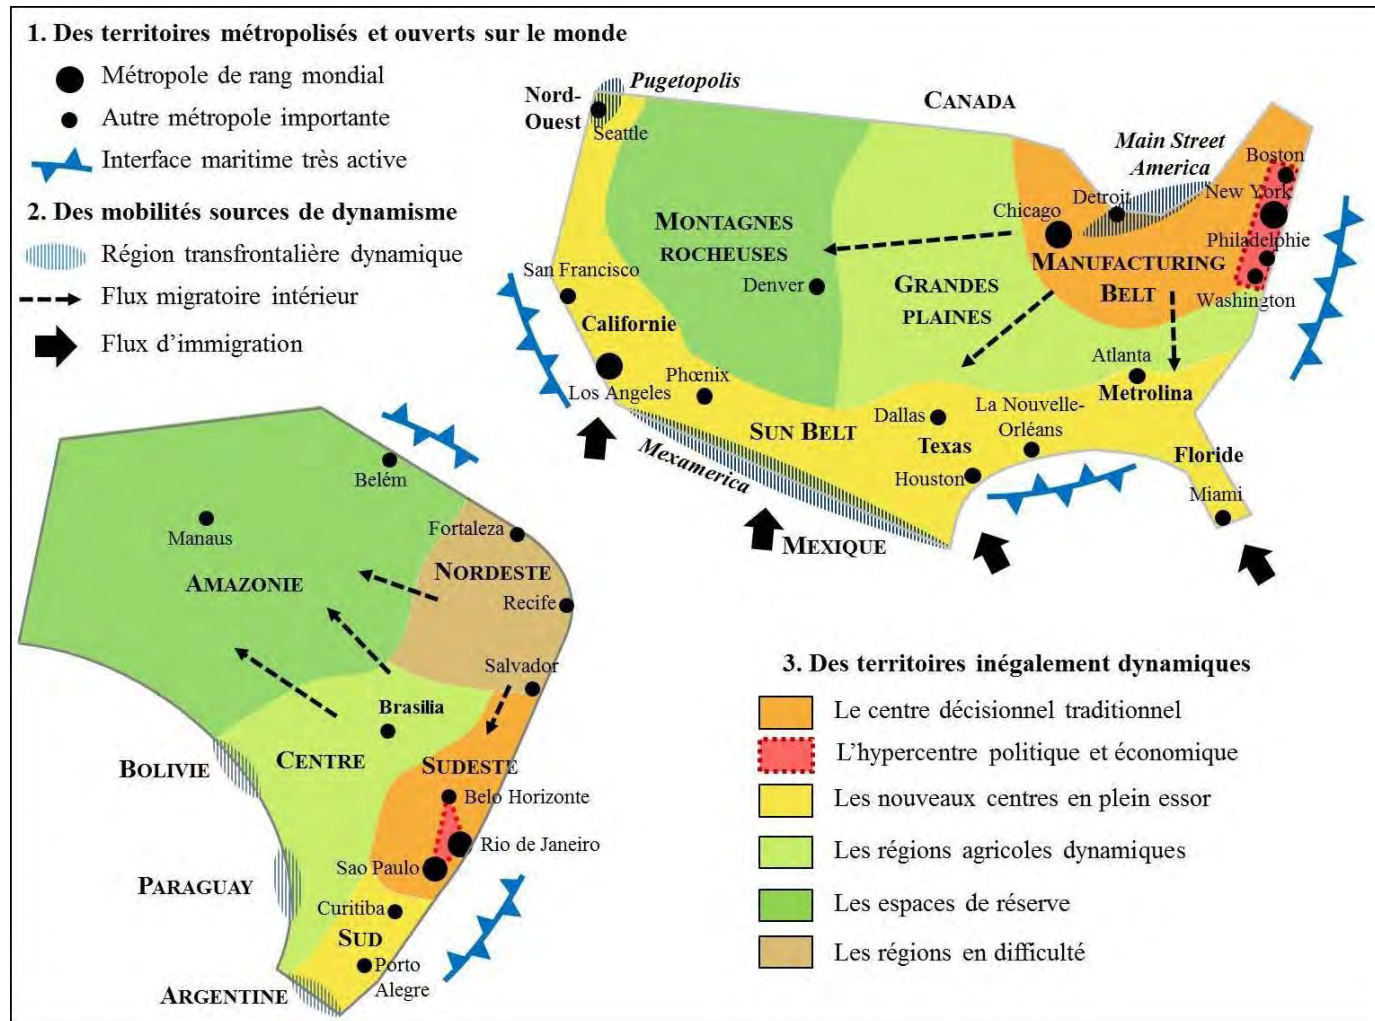 1. Des territoires métropolisés et ouverts sur le monde
Métropole de rang mondial
Autre métropole importante
Interface maritime très active
2. Des mobilités sources de dynamisme
Région transfrontalière dynamique
Flux migratoire intérieur
Flux d'immigration
Pugetopolis
Nord-
Ouest
Seattle
CANADA
Main Street
America
Boston
New York
Detroit
Chicago
Philadelphie
Washington
MONTAGNES
ROCHEUSES
MANUFACTURING
BELT
San Francisco
Denver
GRANDES
PLAINES
Californie
Los Angeles
Phœnix
Atlanta
Metrolina
Dallas
La Nouvelle-
Orléans
SUN BELT
Texas
Houston
Floride
Miami
Mexamerica
MEXIQUE
Belém
Manaus
Fortaleza
NORDESTE
AMAZONIE
Recife
Salvador
Brasilia
CENTRE
SUDESTE
BOLIVIE
Belo Horizonte
Rio de Janeiro
Sao Paulo
PARAGUAY
Curitiba
SUD
Porto
Alegre
ARGENTINE
3. Des territoires inégalement dynamiques
Le centre décisionnel traditionnel
L'hypercentre politique et économique
Les nouveaux centres en plein essor
Les régions agricoles dynamiques
Les espaces de réserve
Les régions en difficulté